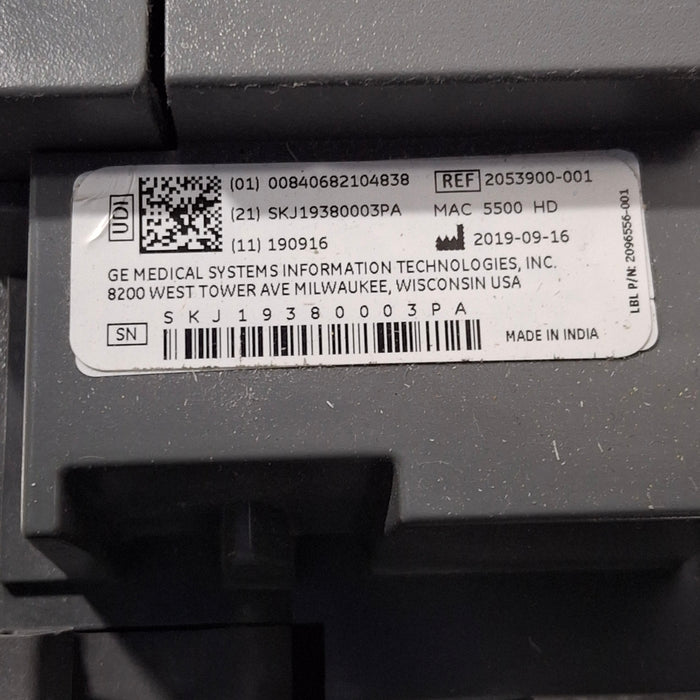 UDI
(01) 00840682104838
(21) SKJ19380003PA
(11) 190916
REF 2053900-001
MAC 5500 HD
2019-09-16
GE MEDICAL SYSTEMS INFORMATION TECHNOLOGIES, INC.
8200 WEST TOWER AVE MILWAUKEE, WISCONSIN USA
SKJ19380003PA
SN
MADE IN INDIA
LBL P/N: 2096556-001